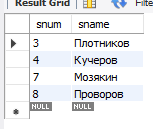 Result Grid Filte
snum sname
3 Плотников
4 Кучеров
7 Мозякин
8 Проворов
NULL NULL